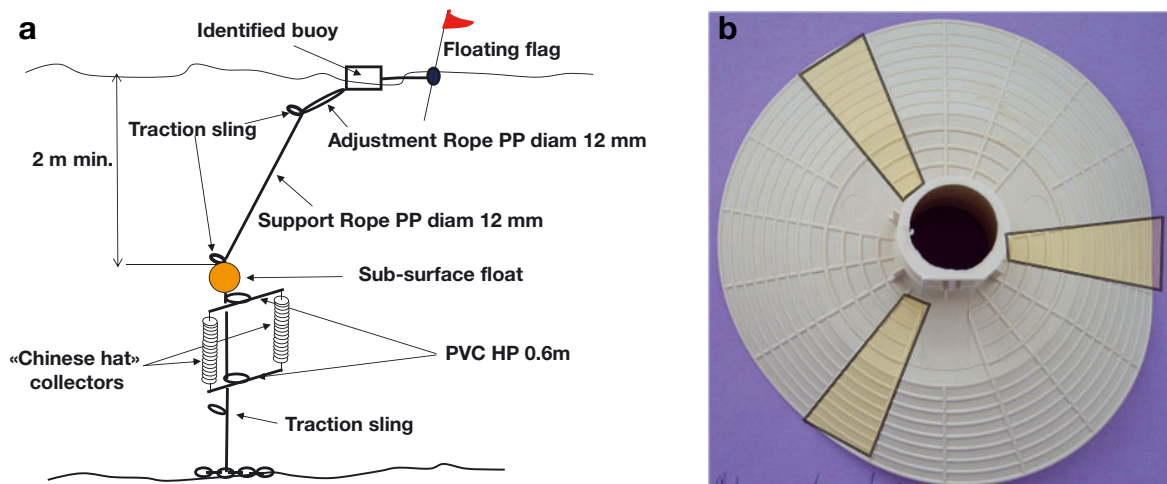 a
Identified buoy
Floating flag
Traction sling
Adjustment Rope PP diam 12 mm
2 m min.
Support Rope PP diam 12 mm
Sub-surface float
«Chinese hat»
collectors
PVC HP 0.6m
Traction sling
b